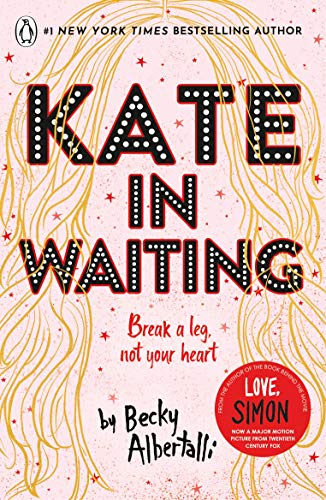 #1 NEW YORK TIMES BESTSELLING AUTHOR
KATE
IN
WAITING
Break a leg,
not your heart
by Becky
Albertalli
FROM THE AUTHOR OF THE BOOK BEHIND THE MOVIE
LOVE,
SIMON
NOW A MAJOR MOTION
PICTURE FROM TWENTIETH
CENTURY FOX